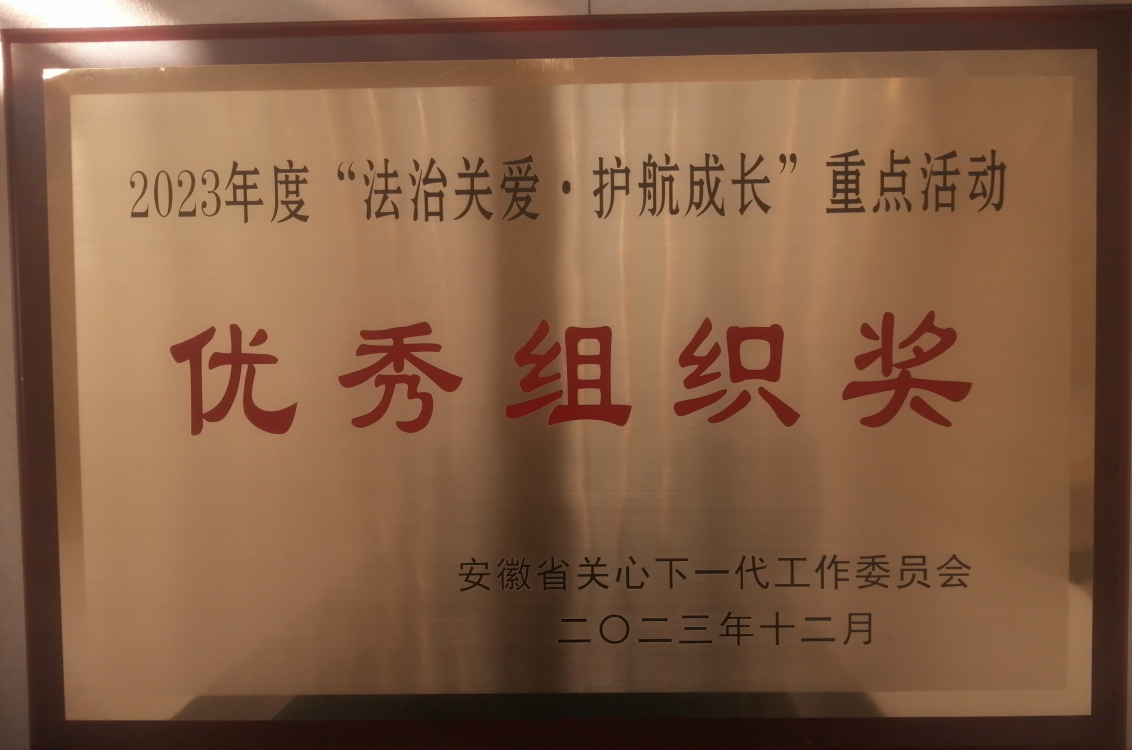 2023年度“法治关爱·护航成长”重点活动
优秀组织奖
安徽省关心下一代工作委员会
二〇二三年十二月